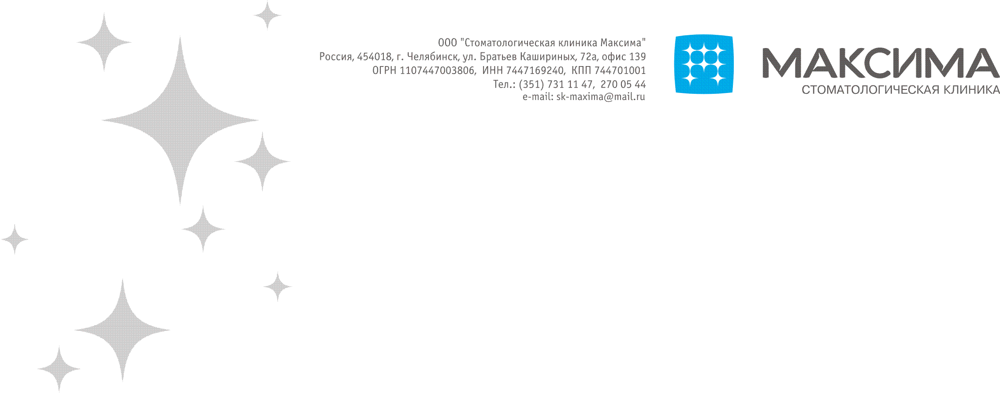 ООО "Стоматологическая клиника Максима"
Россия, 454018, г. Челябинск, ул. Братьев Кашириных, 72а, офис 139
ОГРН 1107447003806, ИНН 7447169240, КПП 744701001
Тел.: (351) 731 11 47, 270 05 44
e-mail: sk-maxima@mail.ru
МАКСИМА
СТОМАТОЛОГИЧЕСКАЯ КЛИНИКА